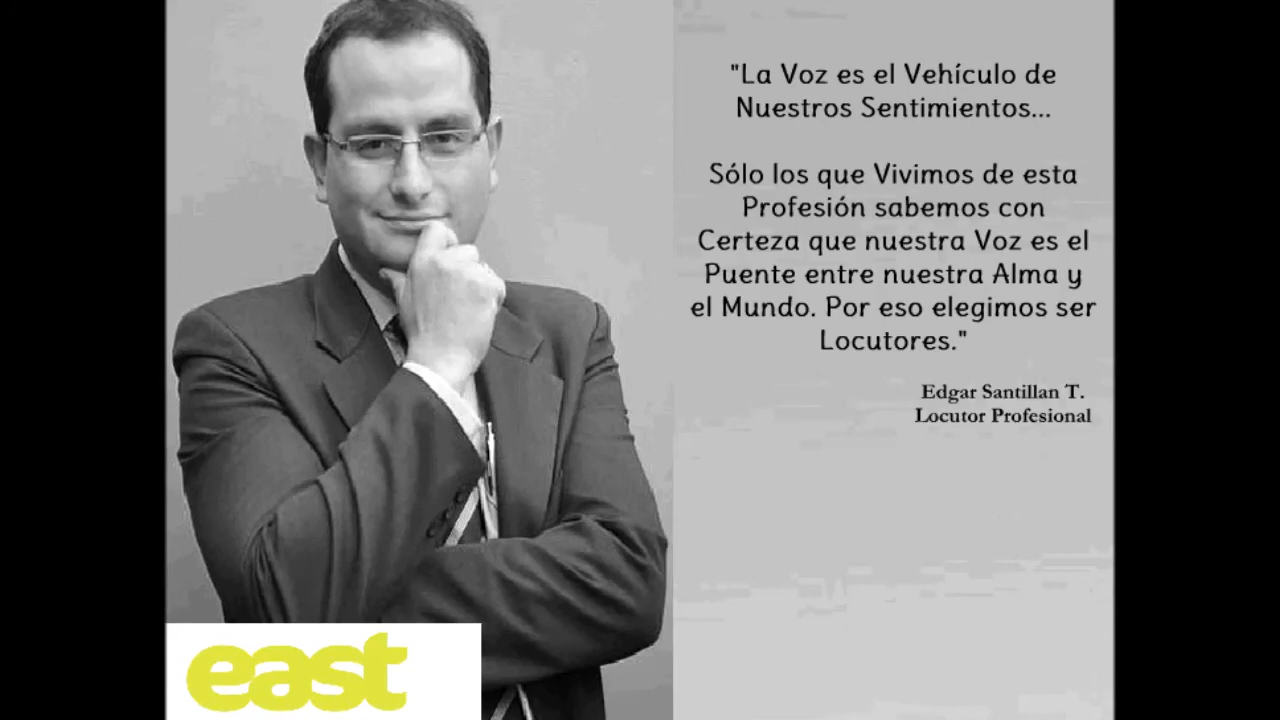 "La Voz es el Vehículo de
Nuestros Sentimientos...
Sólo los que Vivimos de esta
Profesión sabemos con
Certeza que nuestra Voz es el
Puente entre nuestra Alma y
el Mundo. Por eso elegimos ser
Locutores."
Edgar Santillan T.
Locutor Profesional
east